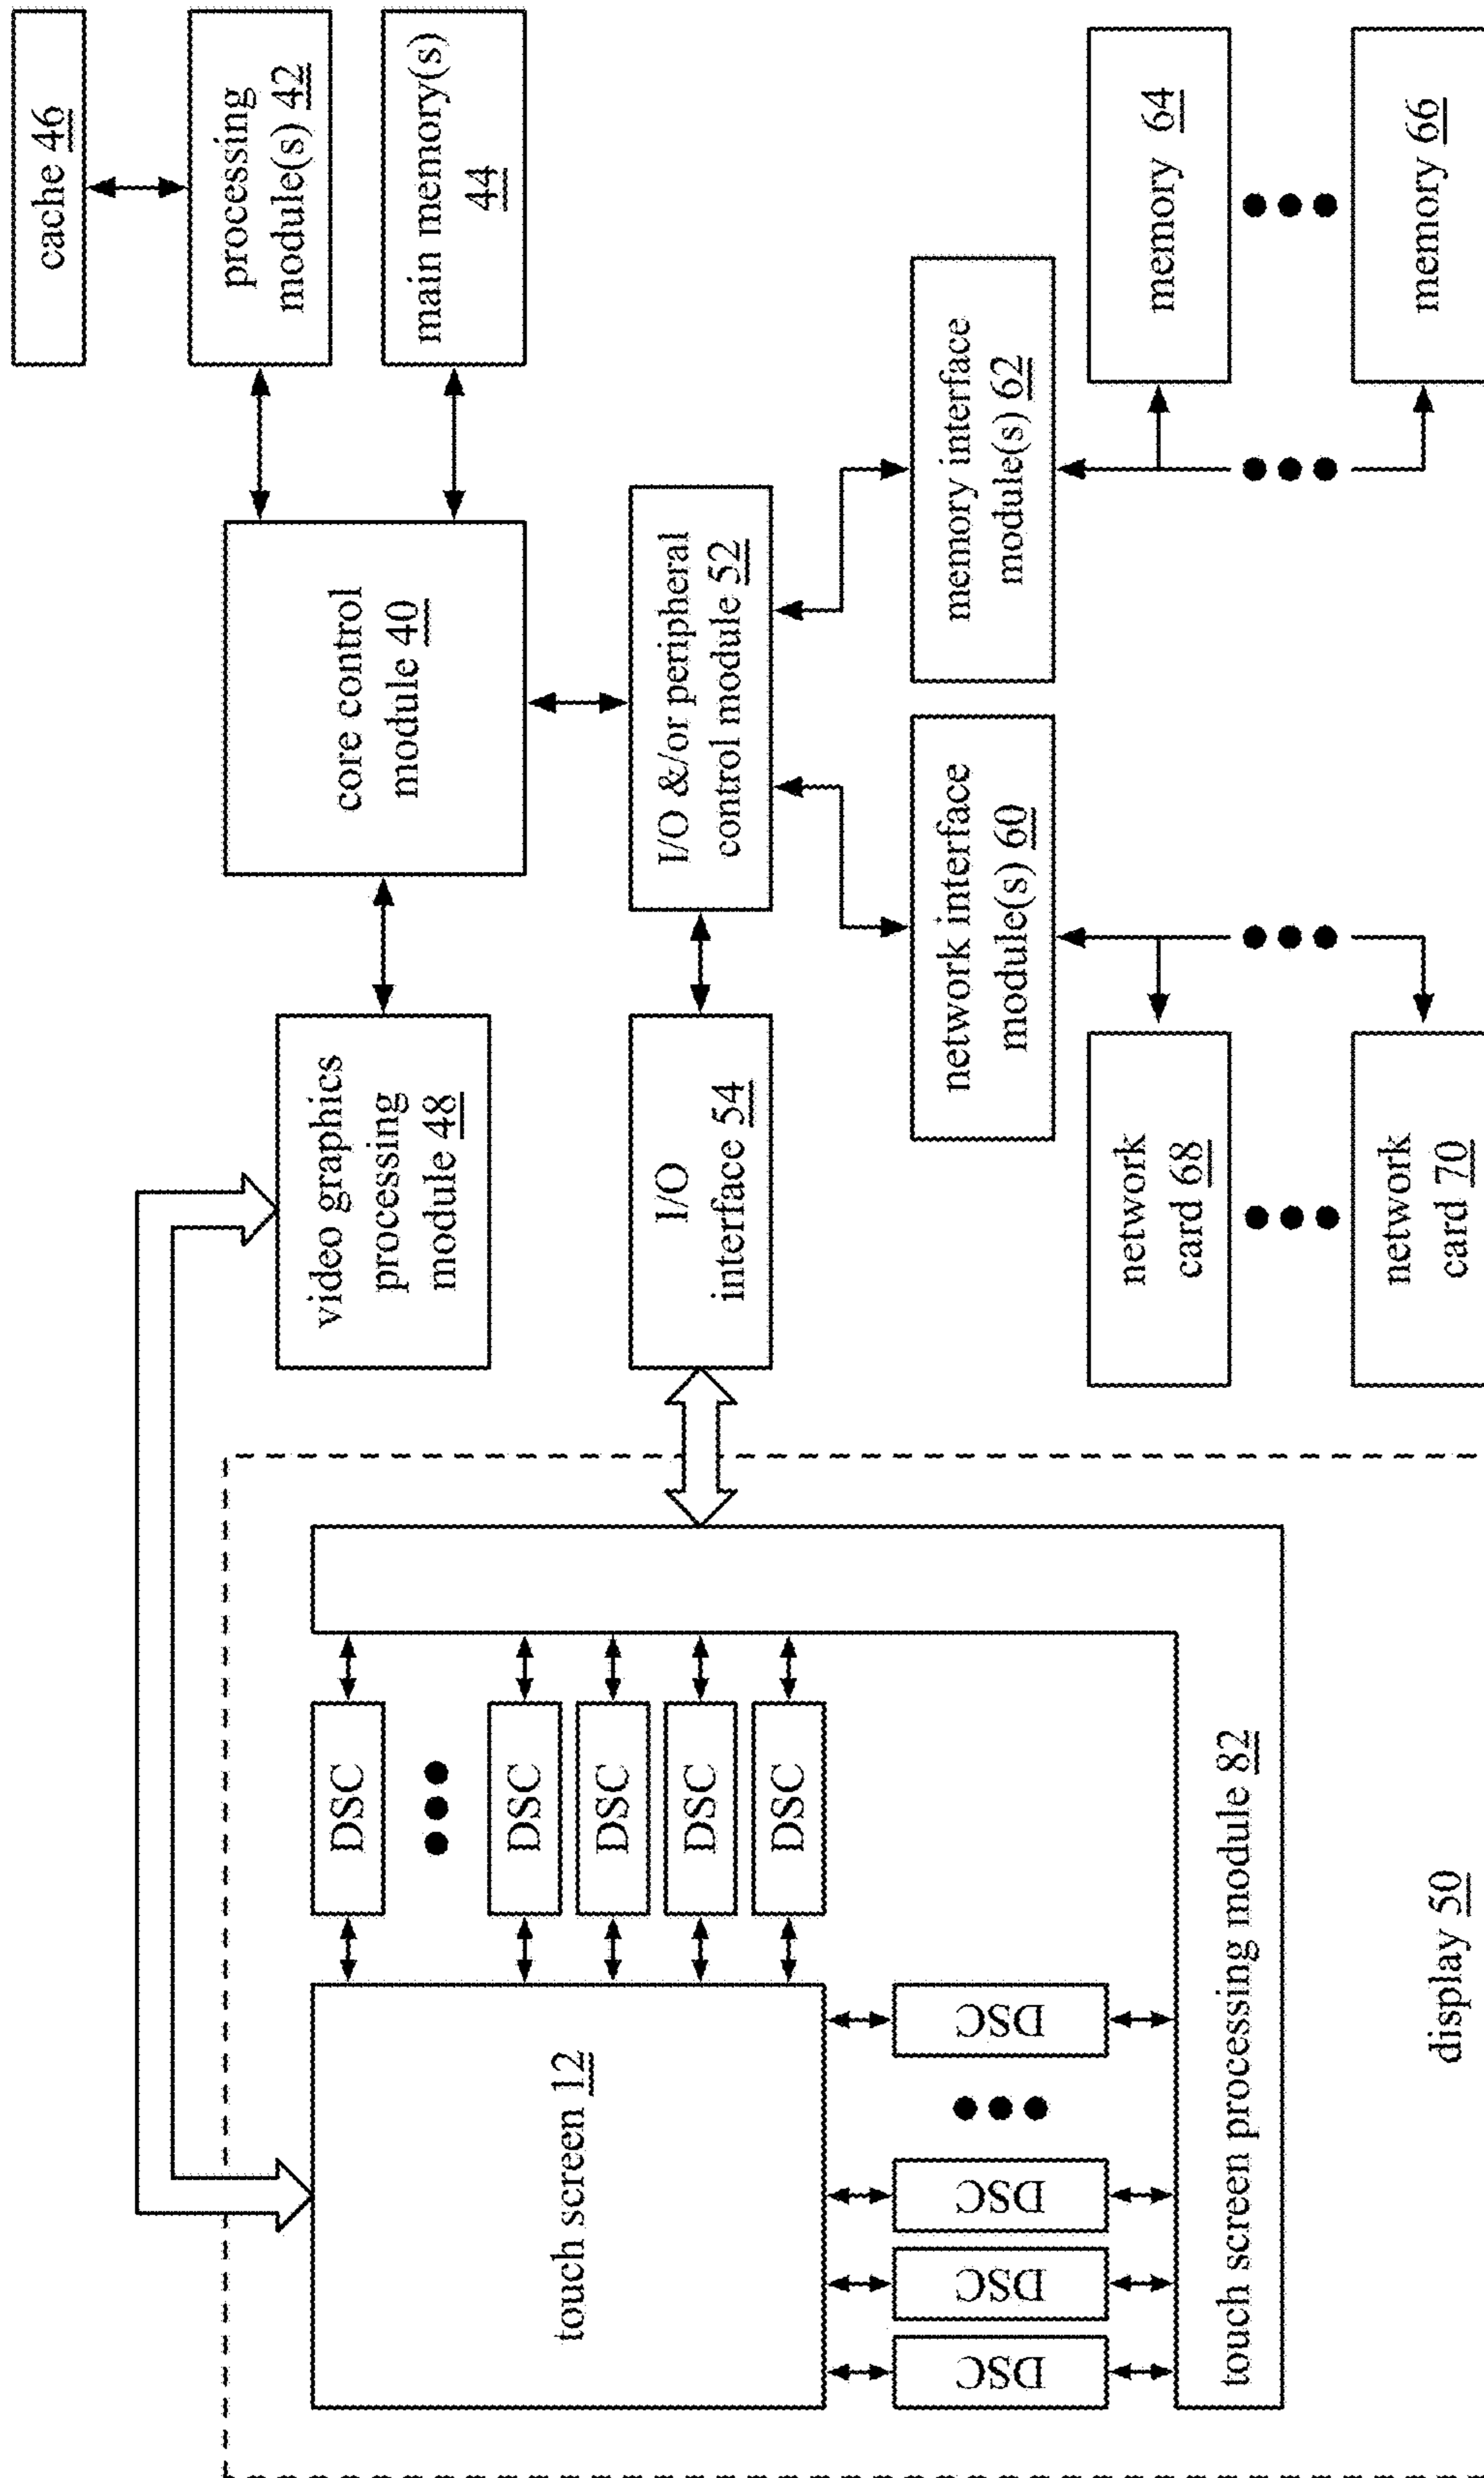 cache 46
video graphics
processing
module 48
core control
module 40
processing
module(s) 42
main memory(s)
44
touch screen 12
DSC
DSC
DSC
DSC
DSC
I/O
interface 54
I/O &/or peripheral
control module 52
DSC
DSC
DSC
DSC
network interface
module(s) 60
memory interface
module(s) 62
touch screen processing module 82
network
card 68
memory 64
display 50
network
card 70
memory 66